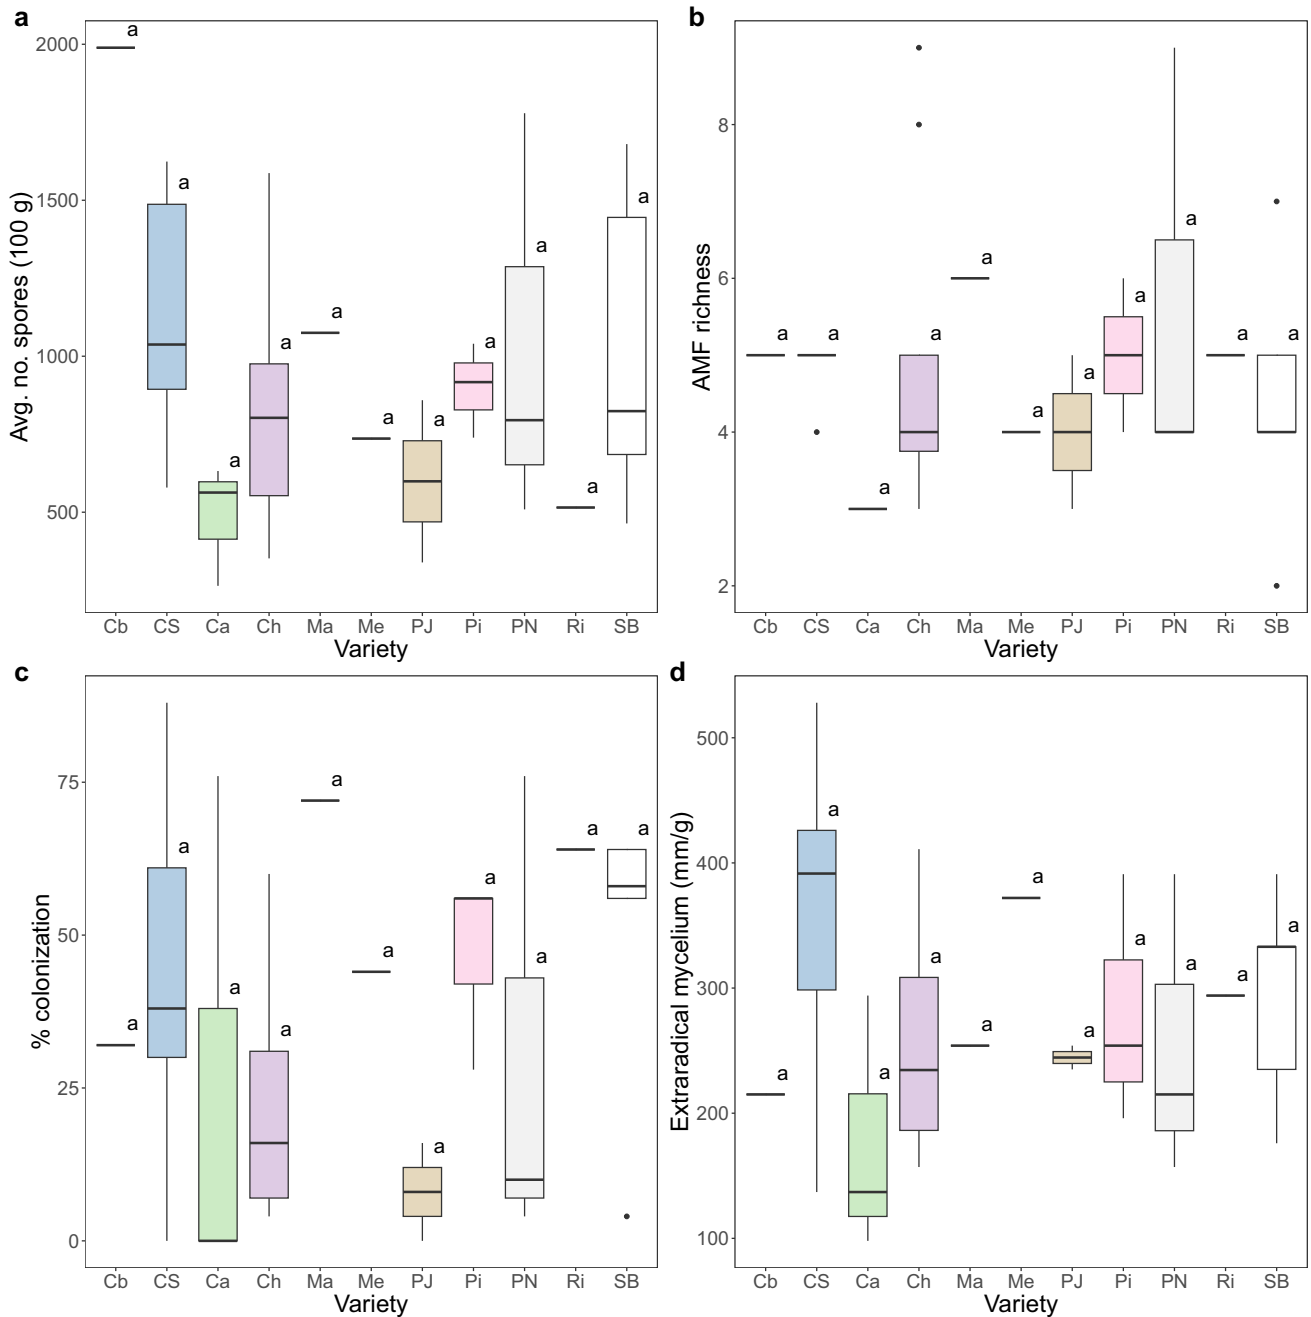 a
b
Avg. no. spores (100 g)
2000
1500
1000
500
a a a a a a a a a a a
Cb CS Ca Ch Ma Me PJ Pi PN Ri SB
Variety
AMF richness
8
6
4
2
a a a a a a a a a a a
Cb CS Ca Ch Ma Me PJ Pi PN Ri SB
Variety
c
d
% colonization
75
50
25
0
a a a a a a a a a a a
Cb CS Ca Ch Ma Me PJ Pi PN Ri SB
Variety
Extraradical mycelium (mm/g)
500
400
300
200
100
a a a a a a a a a a a
Cb CS Ca Ch Ma Me PJ Pi PN Ri SB
Variety